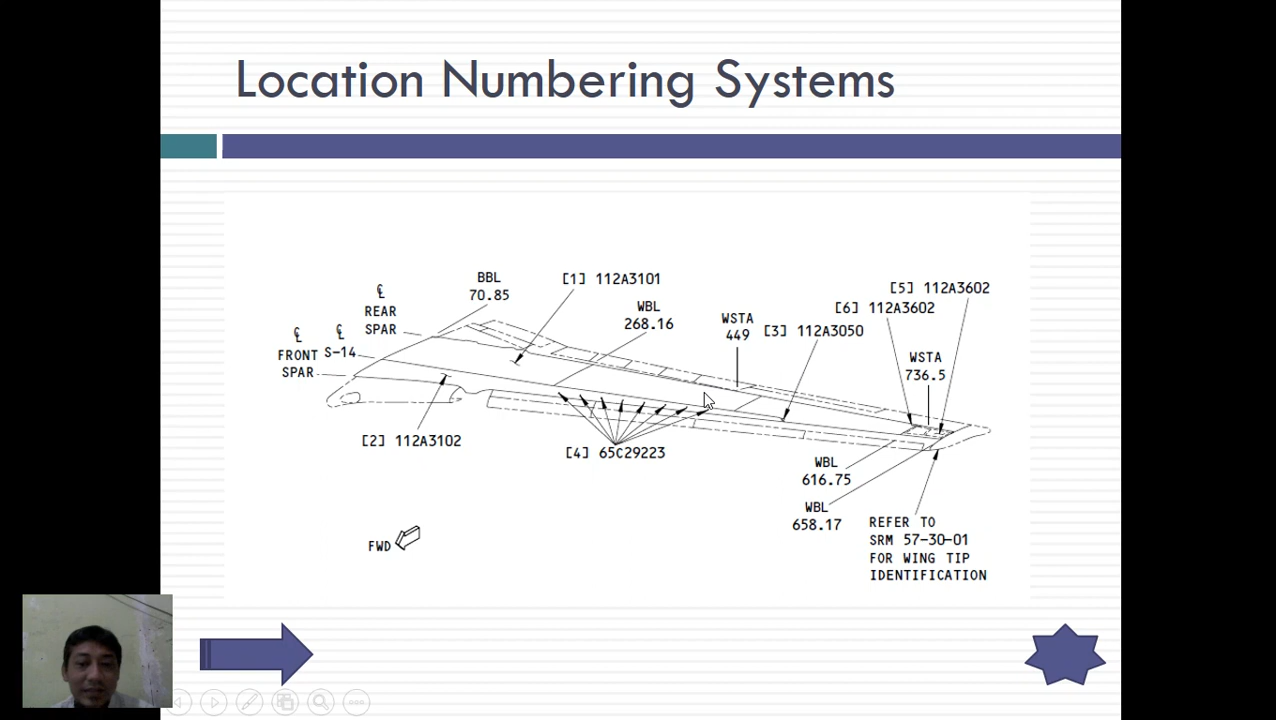 Location Numbering Systems
BBL
70.85
[1] 112A3101
℄
REAR
SPAR
℄
FRONT
SPAR
℄
S-14
WBL
268.16
WSTA
449
[3] 112A3050
[5] 112A3602
[6] 112A3602
WSTA
736.5
[2] 112A3102
[4] 65C29223
WBL
616.75
WBL
658.17
REFER TO
SRM 57-30-01
FOR WING TIP
IDENTIFICATION
FWD